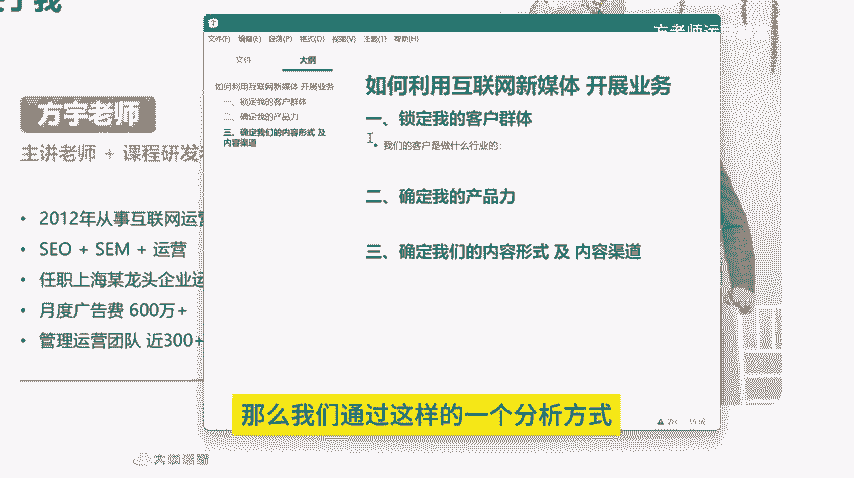 方宇老师
主讲老师 + 课程研发
2012年从事互联网运营
SEO + SEM + 运营
任职上海某龙头企业运
月度广告费 600万+
管理运营团队 近300+
方老师运
文件(F) 编辑(E) 段落(P) 格式(O) 视图(V) 主题(T) 帮助(H)
文件 大纲
如何利用互联网新媒体 开展业务
一、锁定我的客户群体
二、确定我的产品力
三、确定我们的内容形式 及
内容渠道
如何利用互联网新媒体 开展业务
一、锁定我的客户群体
我们的客户是做什么行业的:
二、确定我的产品力
三、确定我们的内容形式 及 内容渠道
那么我们通过这样的一个分析方式